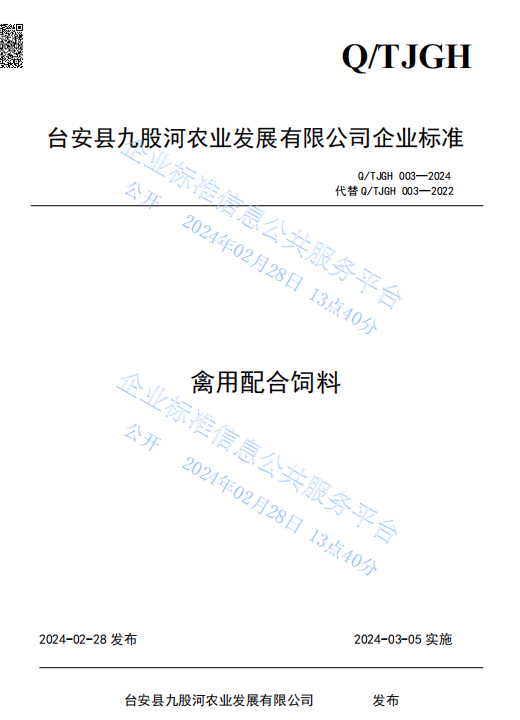 Q/TJGH
台安县九股河农业发展有限公司企业标准
Q/TJGH 003—2024
代替 Q/TJGH 003—2022
企业标准信息公共服务平台
公开 2024年02月28日 13点40分
禽用配合饲料
企业标准信息公共服务平台
公开 2024年02月28日 13点40分
2024-02-28 发布 2024-03-05 实施
台安县九股河农业发展有限公司 发布